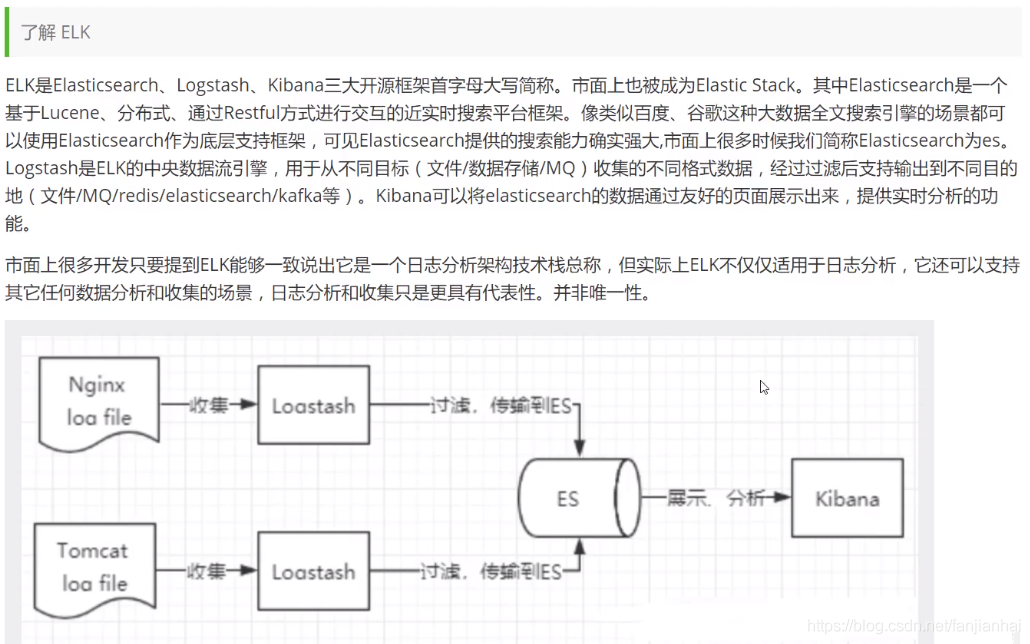 了解 ELK
ELK是Elasticsearch、Logstash、Kibana三大开源框架首字母大写简称。市面上也被成为Elastic Stack。其中Elasticsearch是一个
基于Lucene、分布式、通过Restful方式进行交互的近实时搜索平台框架。像类似百度、谷歌这种大数据全文搜索引擎的场景都可
以使用Elasticsearch作为底层支持框架，可见Elasticsearch提供的搜索能力确实强大,市面上很多时候我们简称Elasticsearch为es。
Logstash是ELK的中央数据流引擎，用于从不同目标（文件/数据存储/MQ）收集的不同格式数据，经过过滤后支持输出到不同目的
地（文件/MQ/redis/elasticsearch/kafka等）。Kibana可以将elasticsearch的数据通过友好的页面展示出来，提供实时分析的功
能。
市面上很多开发只要提到ELK能够一致说出它是一个日志分析架构技术栈总称，但实际上ELK不仅仅适用于日志分析，它还可以支持
其它任何数据分析和收集的场景，日志分析和收集只是更具有代表性。并非唯一性。
Nginx
log file
收集
Logstash
过滤，传输到ES
ES
展示，分析
Kibana
Tomcat
log file
收集
Logstash
过滤，传输到ES
https://blog.csdn.net/fanjianhai